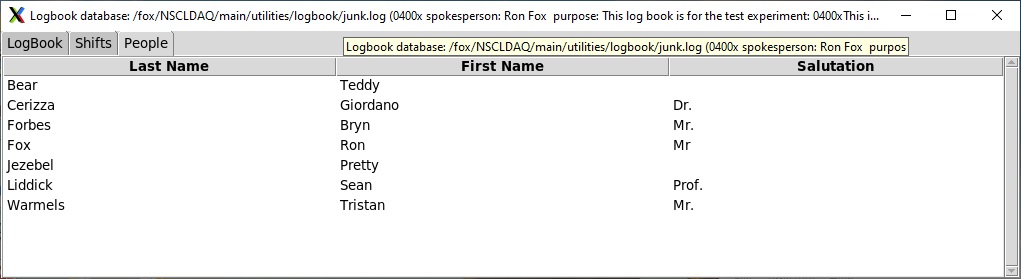 Logbook database: /fox/NSCLDAQ/main/utilities/logbook/junk.log (0400x spokesperson: Ron Fox  purpose: This log book is for the test experiment: 0400xThis i...
LogBook Shifts People
Logbook database: /fox/NSCLDAQ/main/utilities/logbook/junk.log (0400x spokesperson: Ron Fox  purpos
Last Name First Name Salutation
Bear Teddy
Cerizza Giordano Dr.
Forbes Bryn Mr.
Fox Ron Mr
Jezebel Pretty
Liddick Sean Prof.
Warmels Tristan Mr.